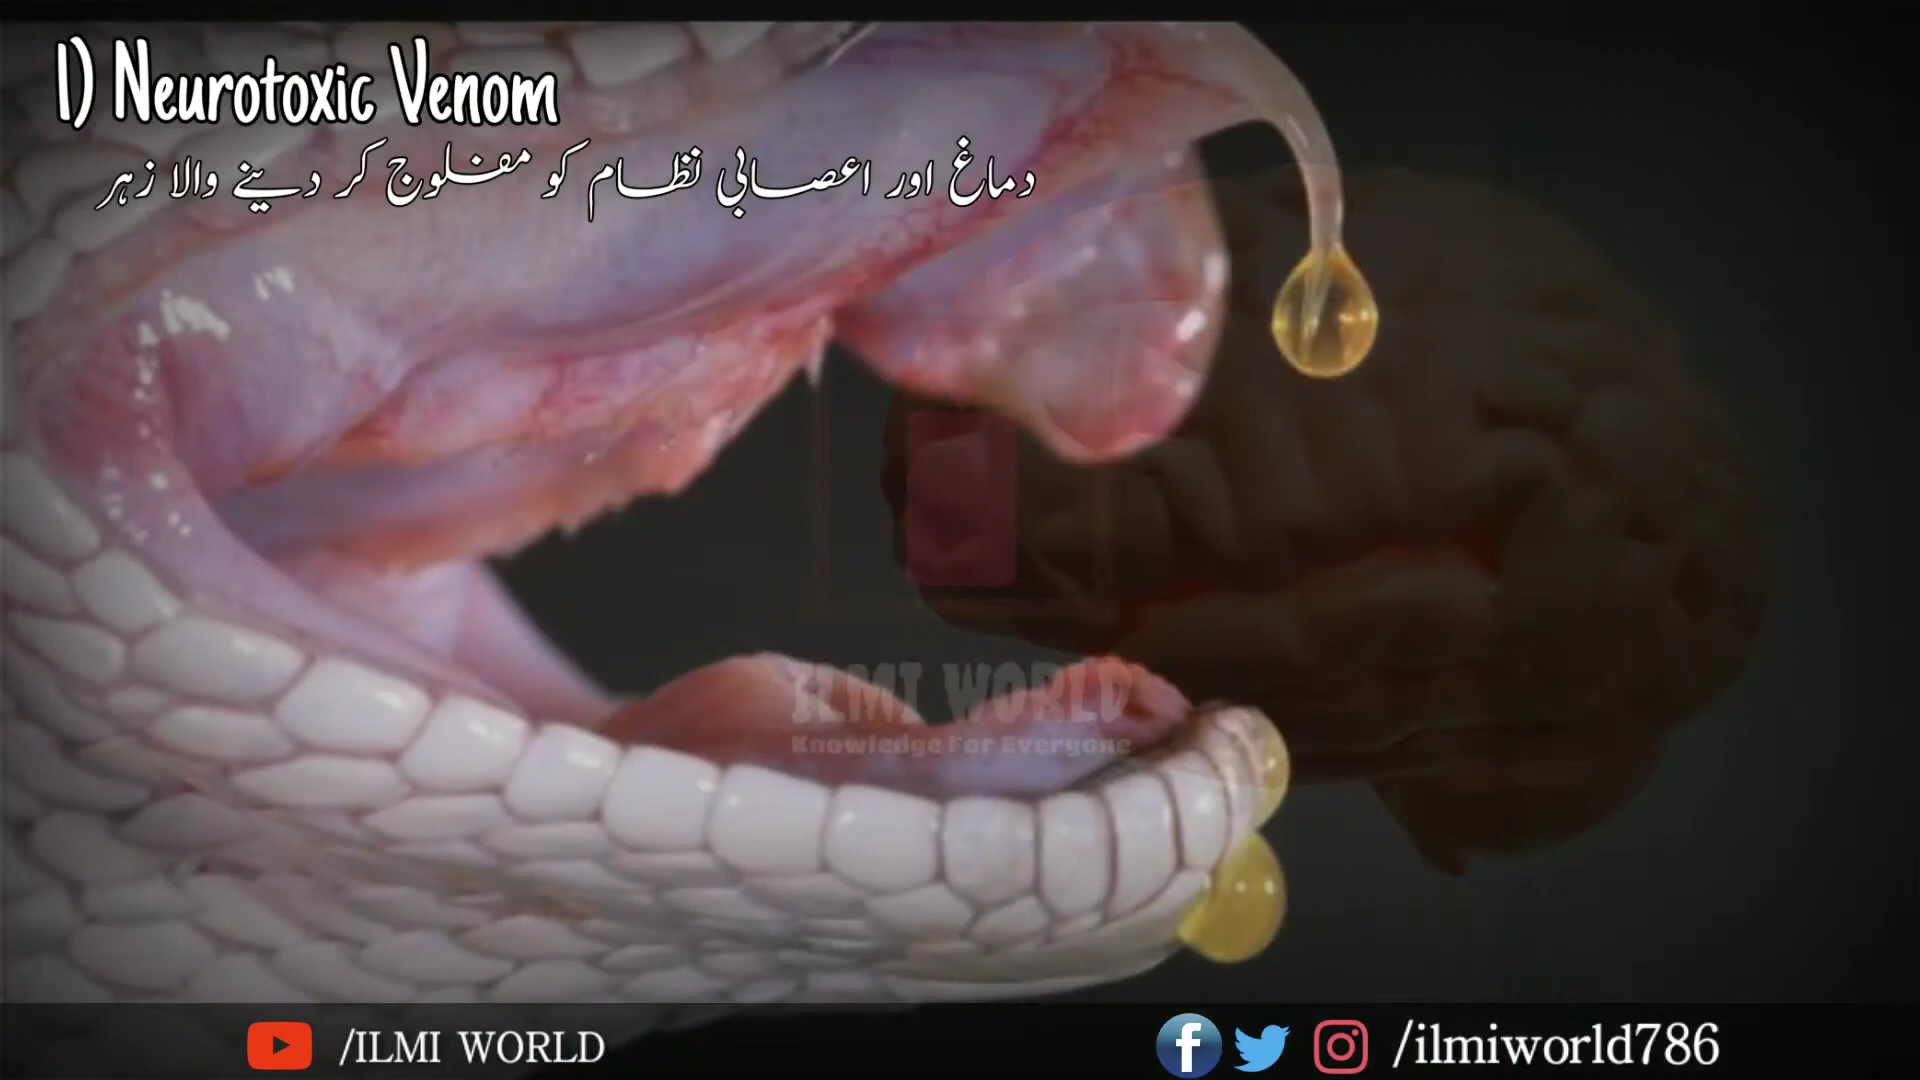 1) Neurotoxic Venom
دماغ اور اعصابی نظام کو مفلوج کر دینے والا زہر
ILMI WORLD
Knowledge For Everyone
/ILMI WORLD
/ilmiworld786